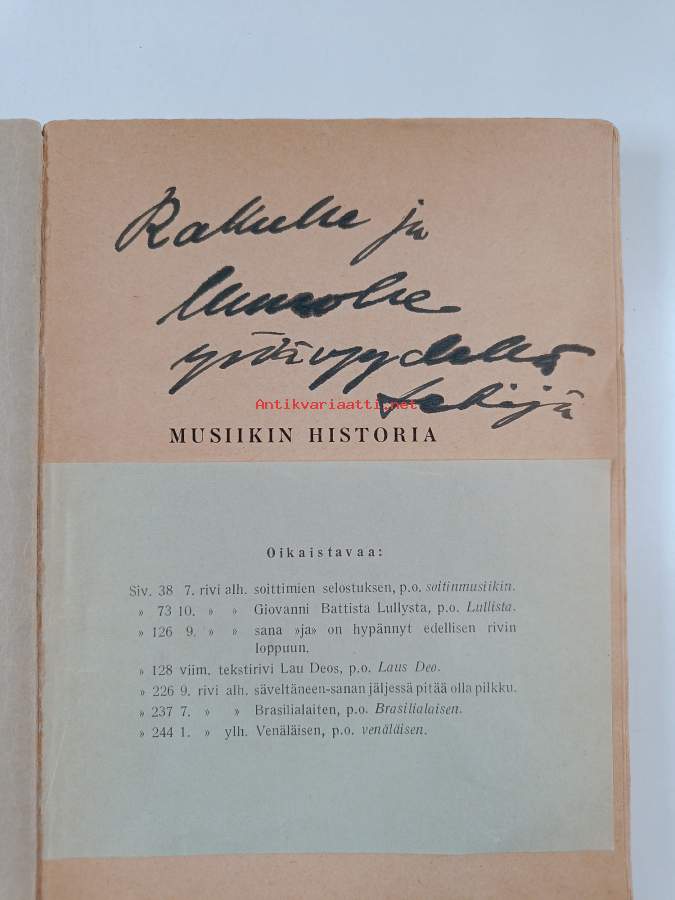 ja
ystävyydellä
Antikvariaatti.net
tekijä
MUSIIKIN HISTORIA
Oikaistavaa:
Siv. 38 7. rivi alh. soittimien selostuksen, p.o. soitinmusiikin.
» 73 10. » » Giovanni Battista Lullysta, p.o. Lullista.
» 126 9. » » sana »ja» on hypännyt edellisen rivin
loppuun.
» 128 viim. tekstirivi Lau Deos, p.o. Laus Deo.
» 226 9. rivi alh. säveltäneen-sanan jäljessä pitää olla pilkku.
» 237 7. » » Brasilialaiten, p.o. Brasilialaisen.
» 244 1. » ylh. Venäläisen, p.o. venäläisen.